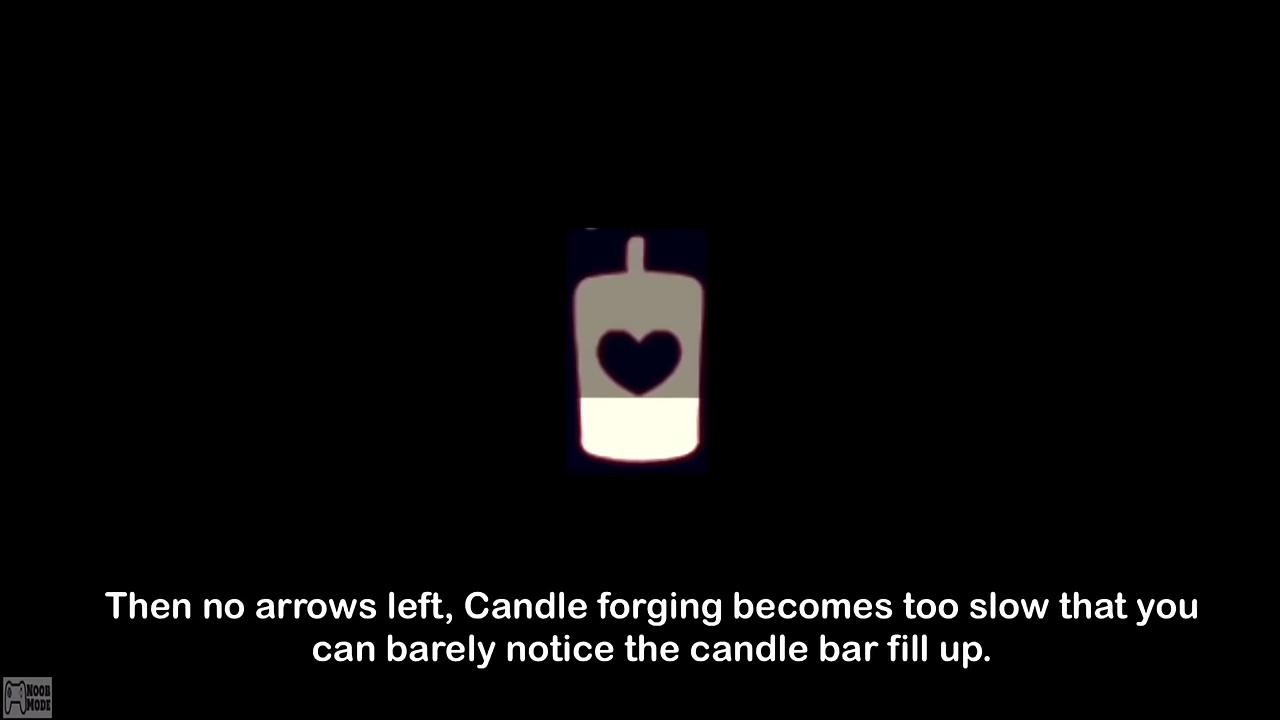 Then no arrows left, Candle forging becomes too slow that you
can barely notice the candle bar fill up.
NOOB
MODE